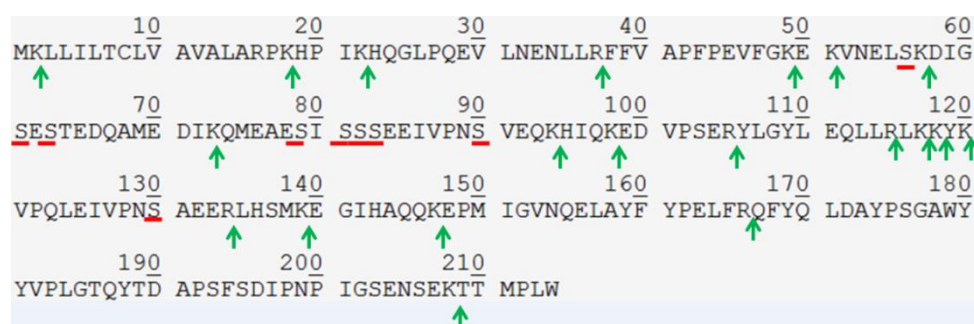 10 20 30 40 50 60
MKLLILTCLV AVALARPKHP IKHQGLPQEV LNENLLRFFV APFPEVFGKE KVNELSKDIG
70 80 90 100 110 120
SESTEDQAME DIKQMEAESI SSSEEIVPNS VEQKHIQKED VPSERYLGYL EQLLRLKKYK
130 140 150 160 170 180
VPQLEIVPNS AEERLHSMKE GIHAQQKEPM IGVNQELAYF YPELFRQFYQ LDAYPSGAWY
190 200 210
YVPLGTQYTD APSFSDIPNP IGSENSEKTT MPLW